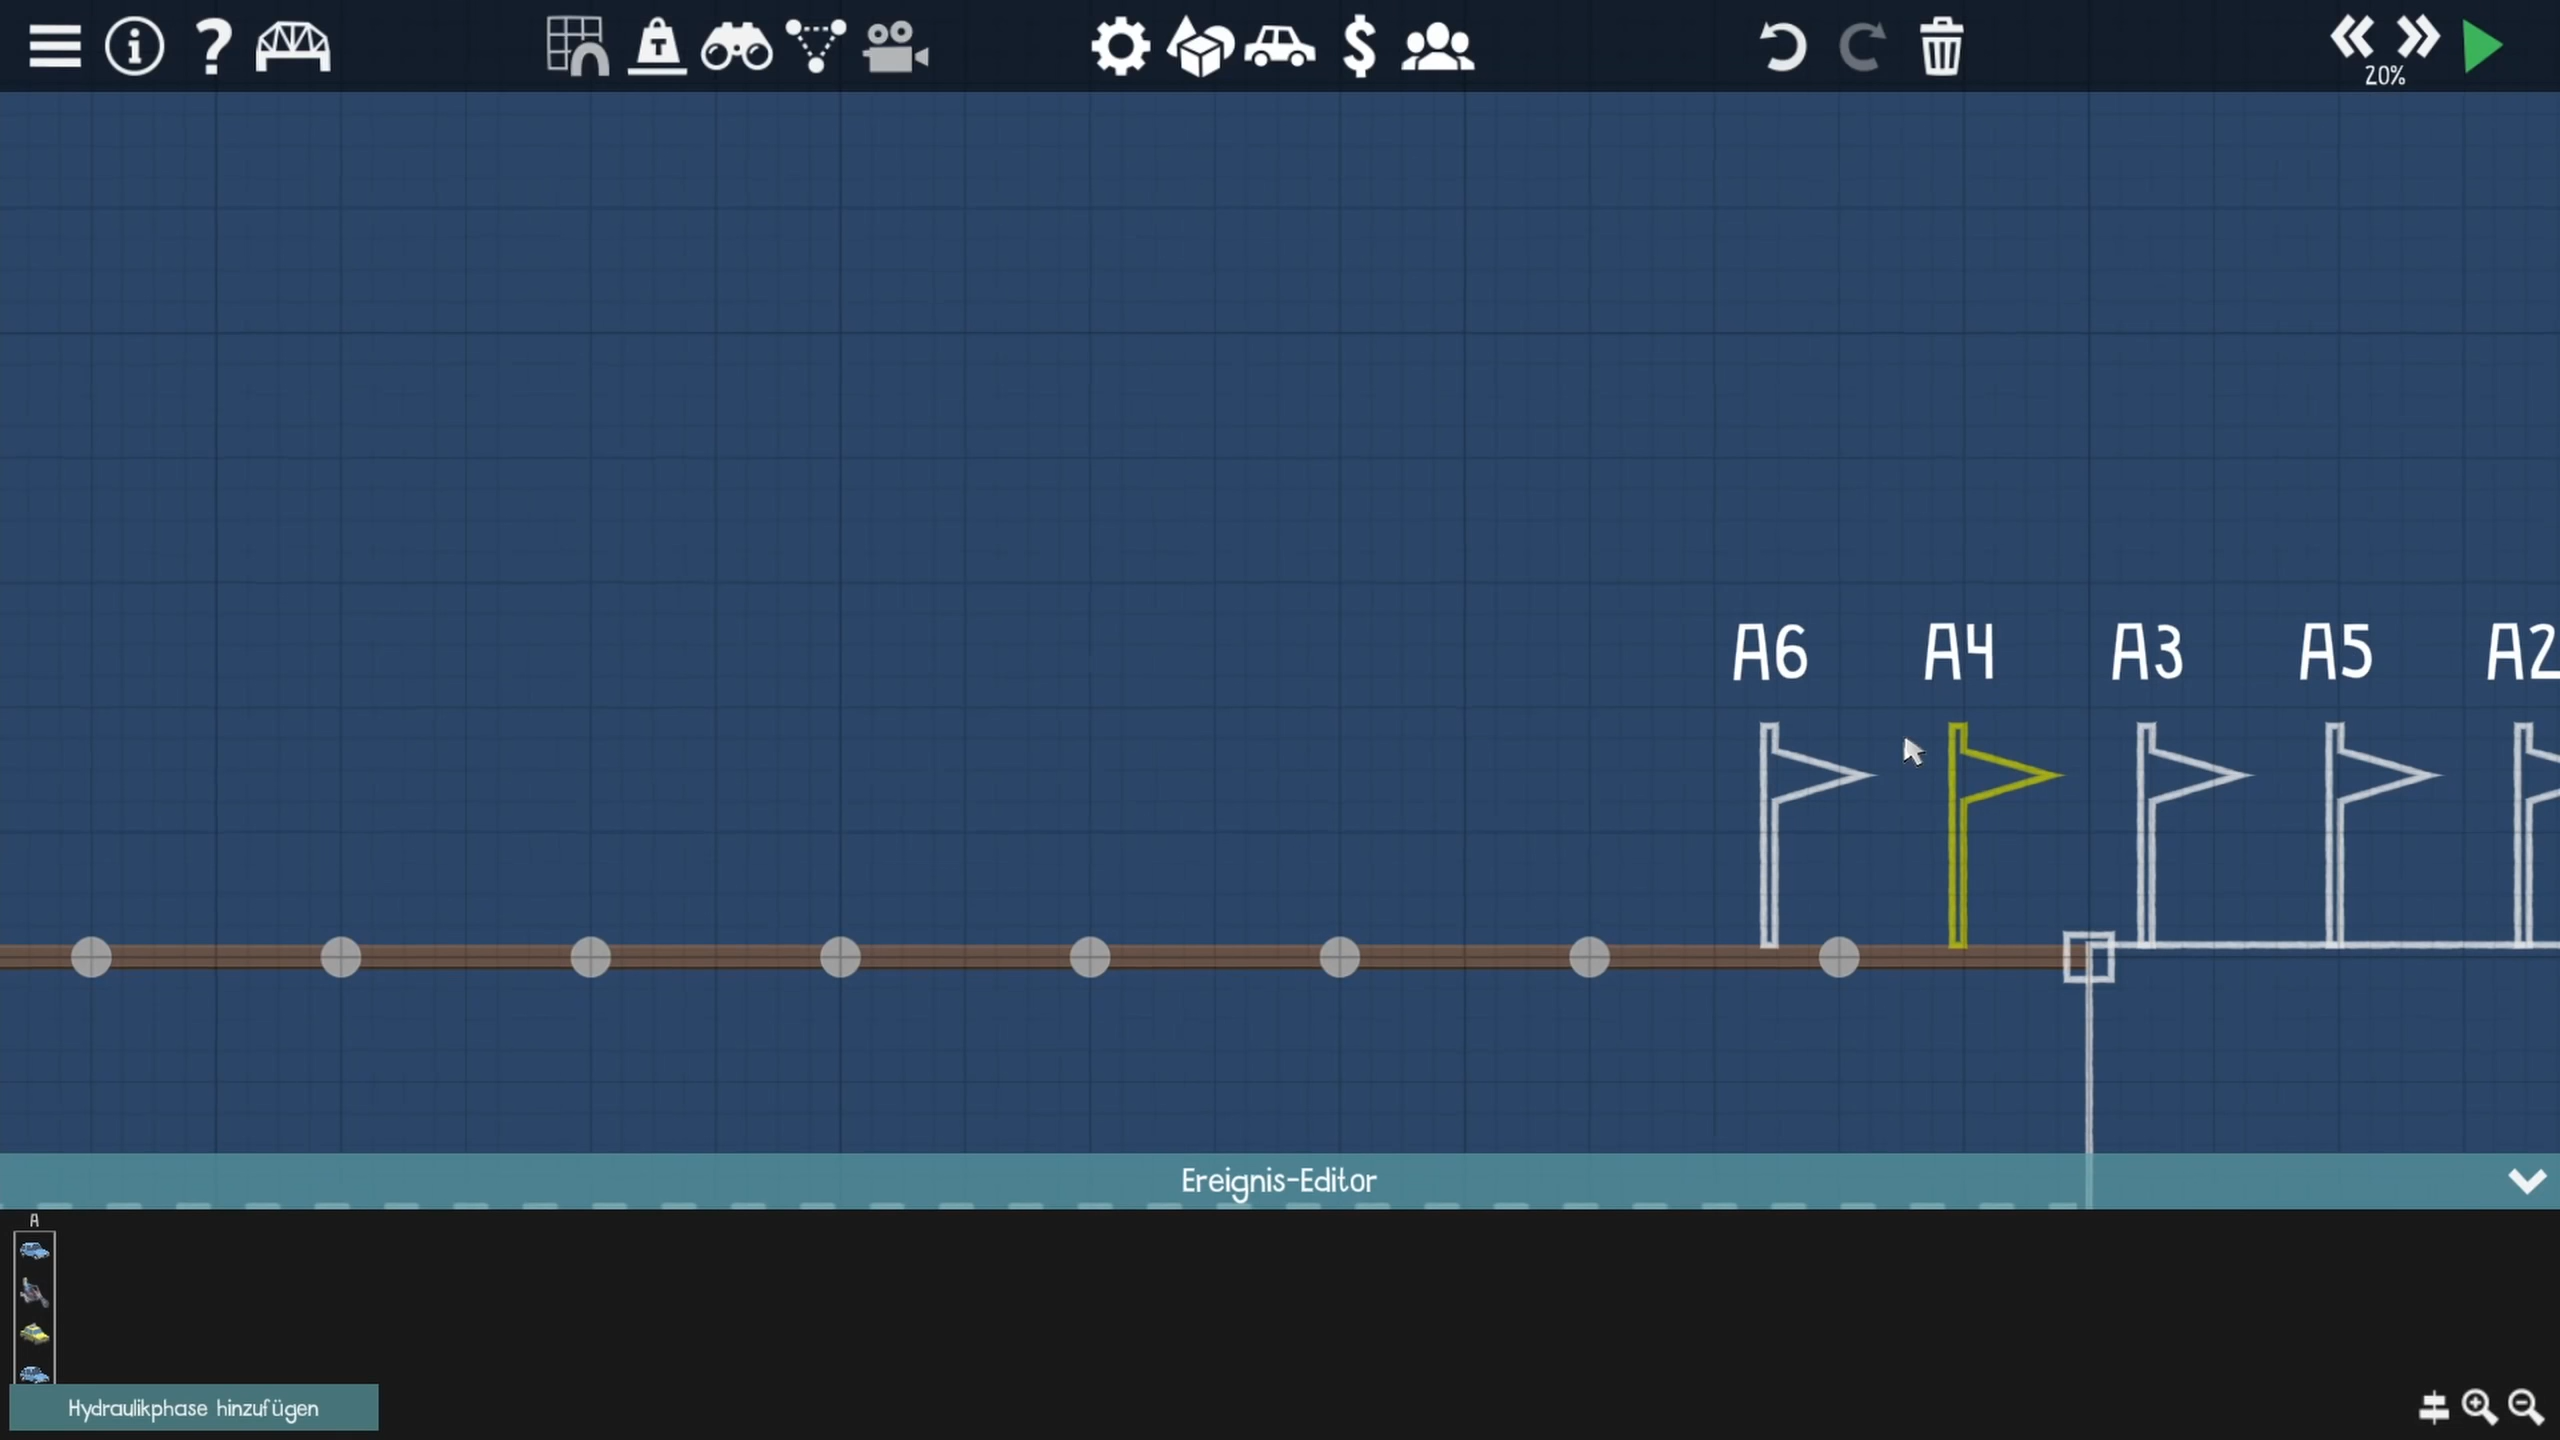 20%
A6 A4 A3 A5 A2
Ereignis-Editor
A
Hydraulikphase hinzufügen